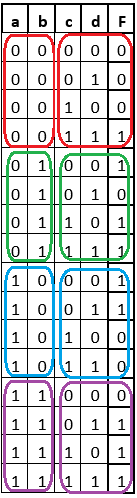 a b c d F
0 0 0 0 0
0 0 0 1 0
0 0 1 0 0
0 0 1 1 1
0 1 0 0 1
0 1 0 1 0
0 1 1 0 1
0 1 1 1 1
1 0 0 0 1
1 0 0 1 1
1 0 1 0 0
1 0 1 1 0
1 1 0 0 0
1 1 0 1 1
1 1 1 0 1
1 1 1 1 1